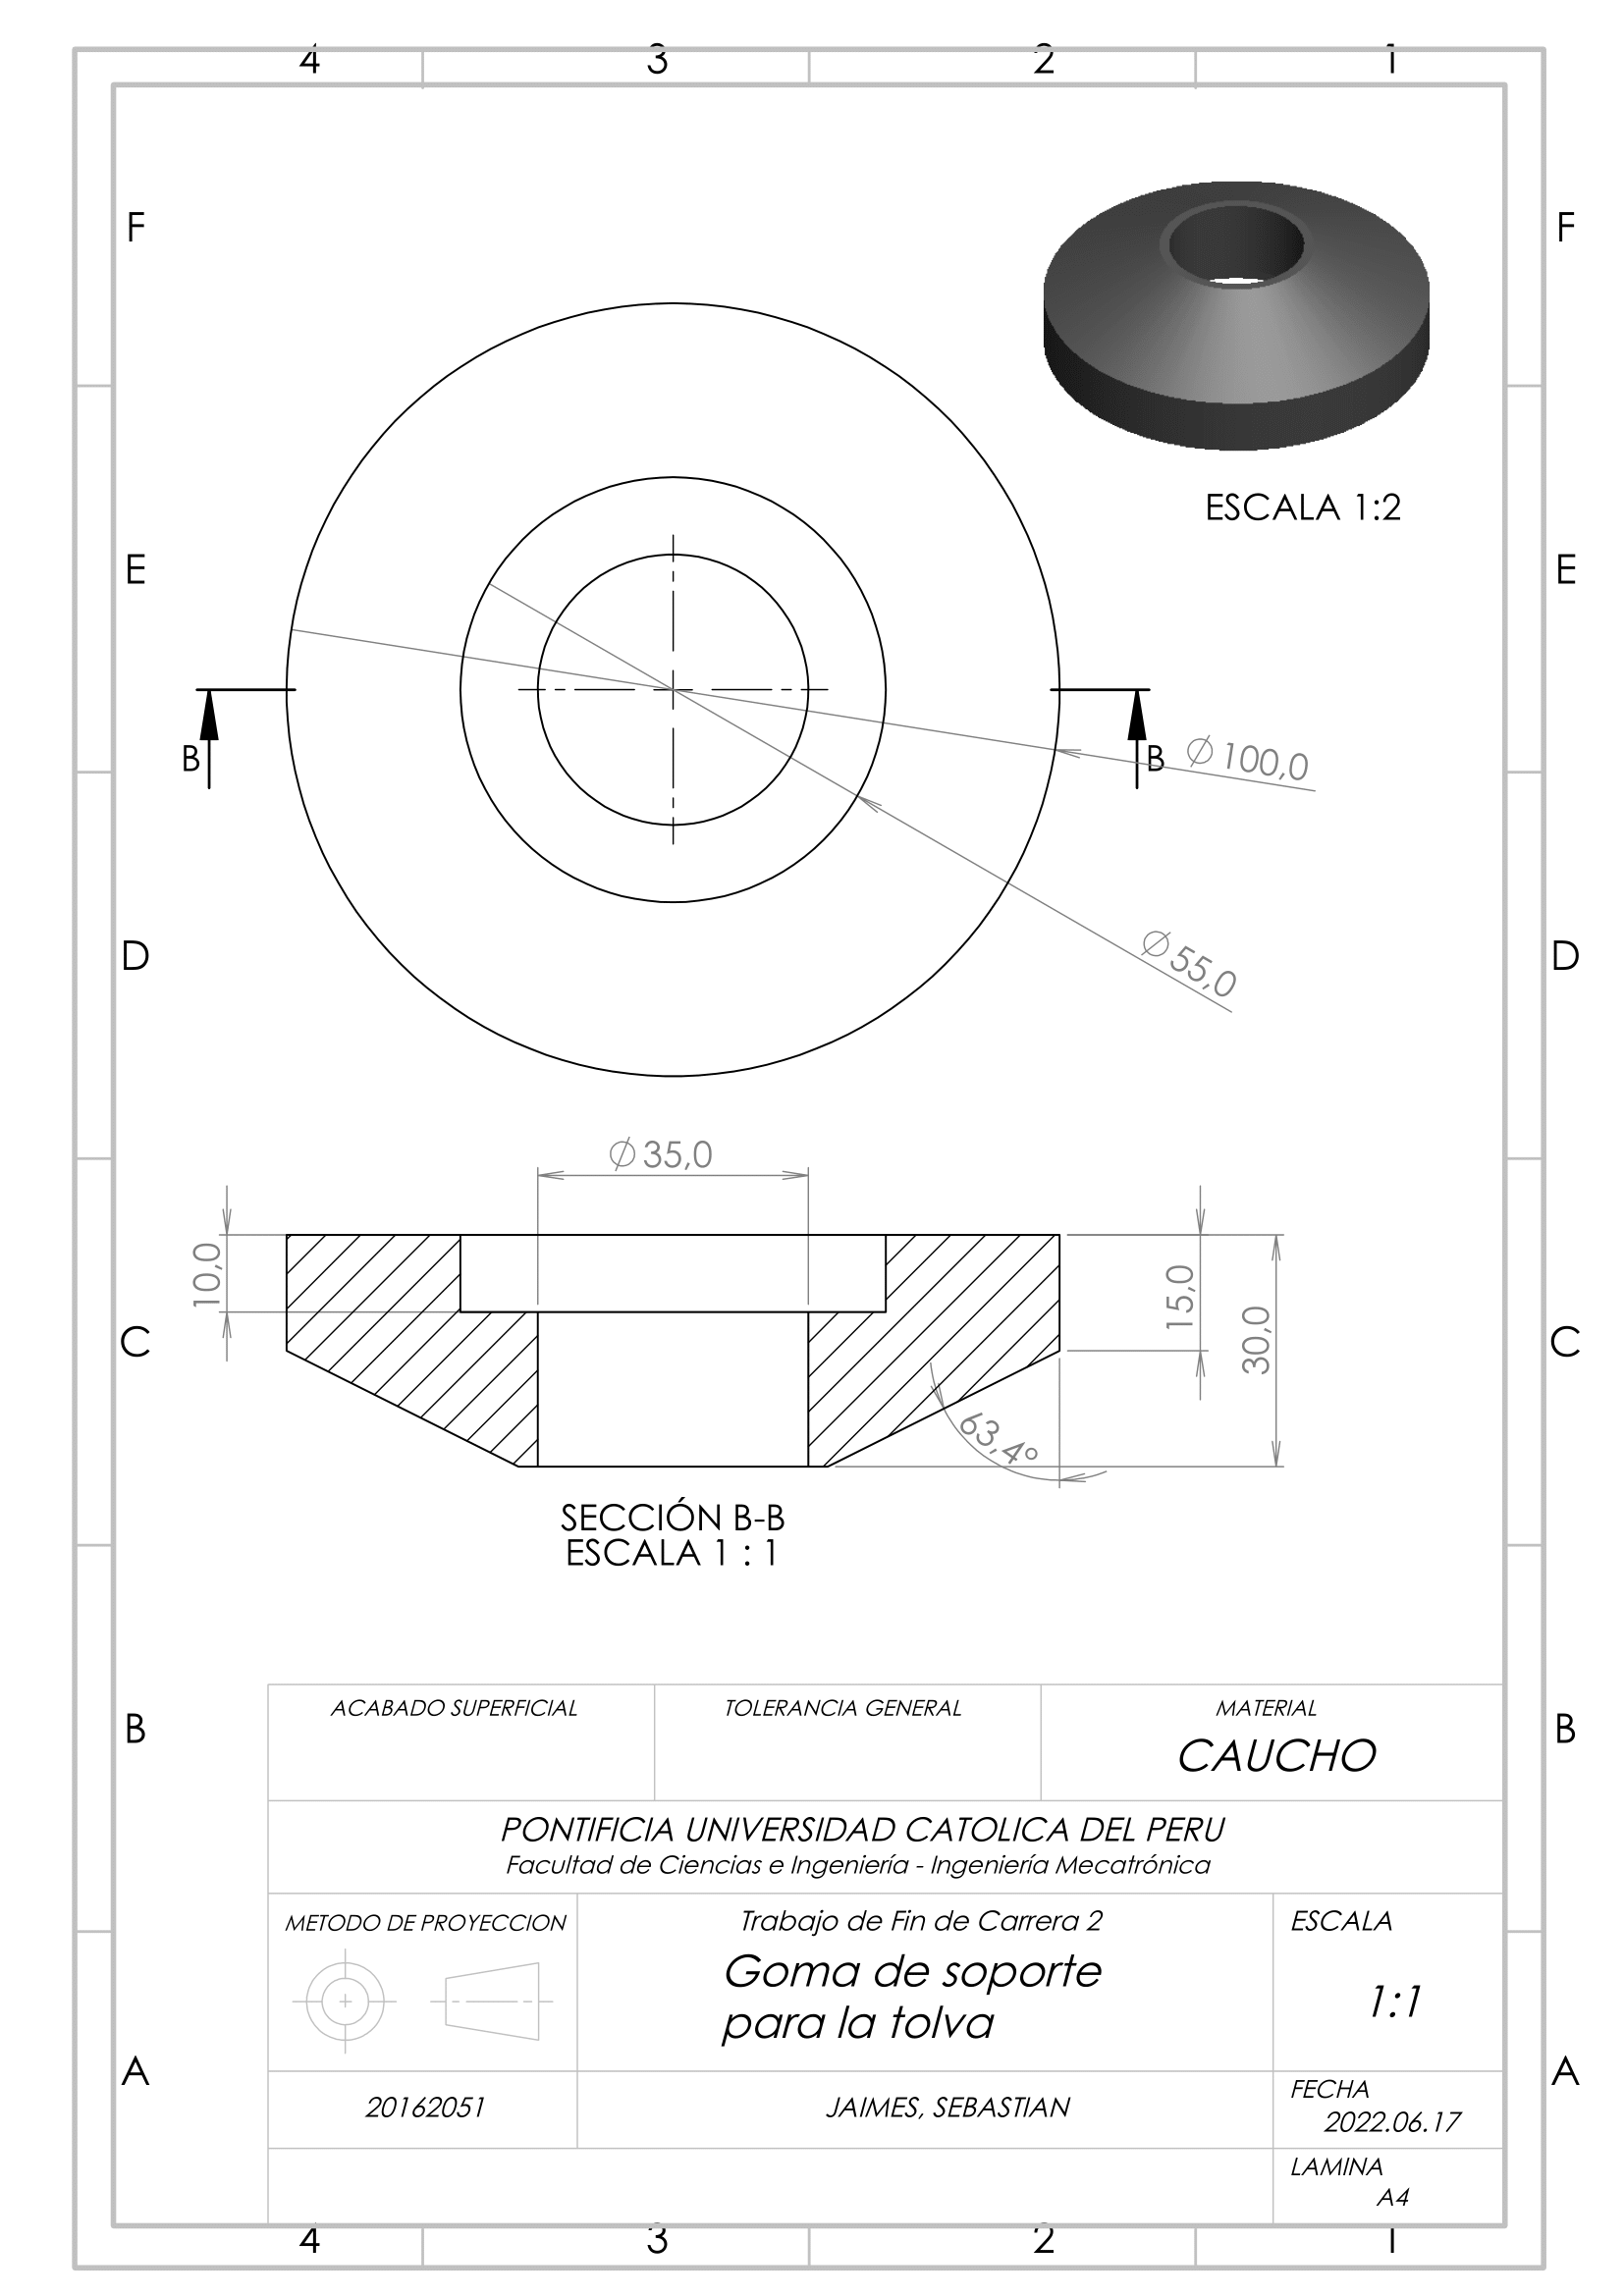 4 3 2 1
F F
ESCALA 1:2
E E
B B
Ø 100,0
Ø 55,0
D D
Ø 35,0
10,0
15,0
30,0
C C
63,4°
SECCIÓN B-B
ESCALA 1 : 1
B B
ACABADO SUPERFICIAL
TOLERANCIA GENERAL
MATERIAL
CAUCHO
PONTIFICIA UNIVERSIDAD CATOLICA DEL PERU
Facultad de Ciencias e Ingeniería - Ingeniería Mecatrónica
METODO DE PROYECCION
Trabajo de Fin de Carrera 2
Goma de soporte
para la tolva
ESCALA
1:1
A A
20162051
JAIMES, SEBASTIAN
FECHA
2022.06.17
LAMINA
A4
4 3 2 1